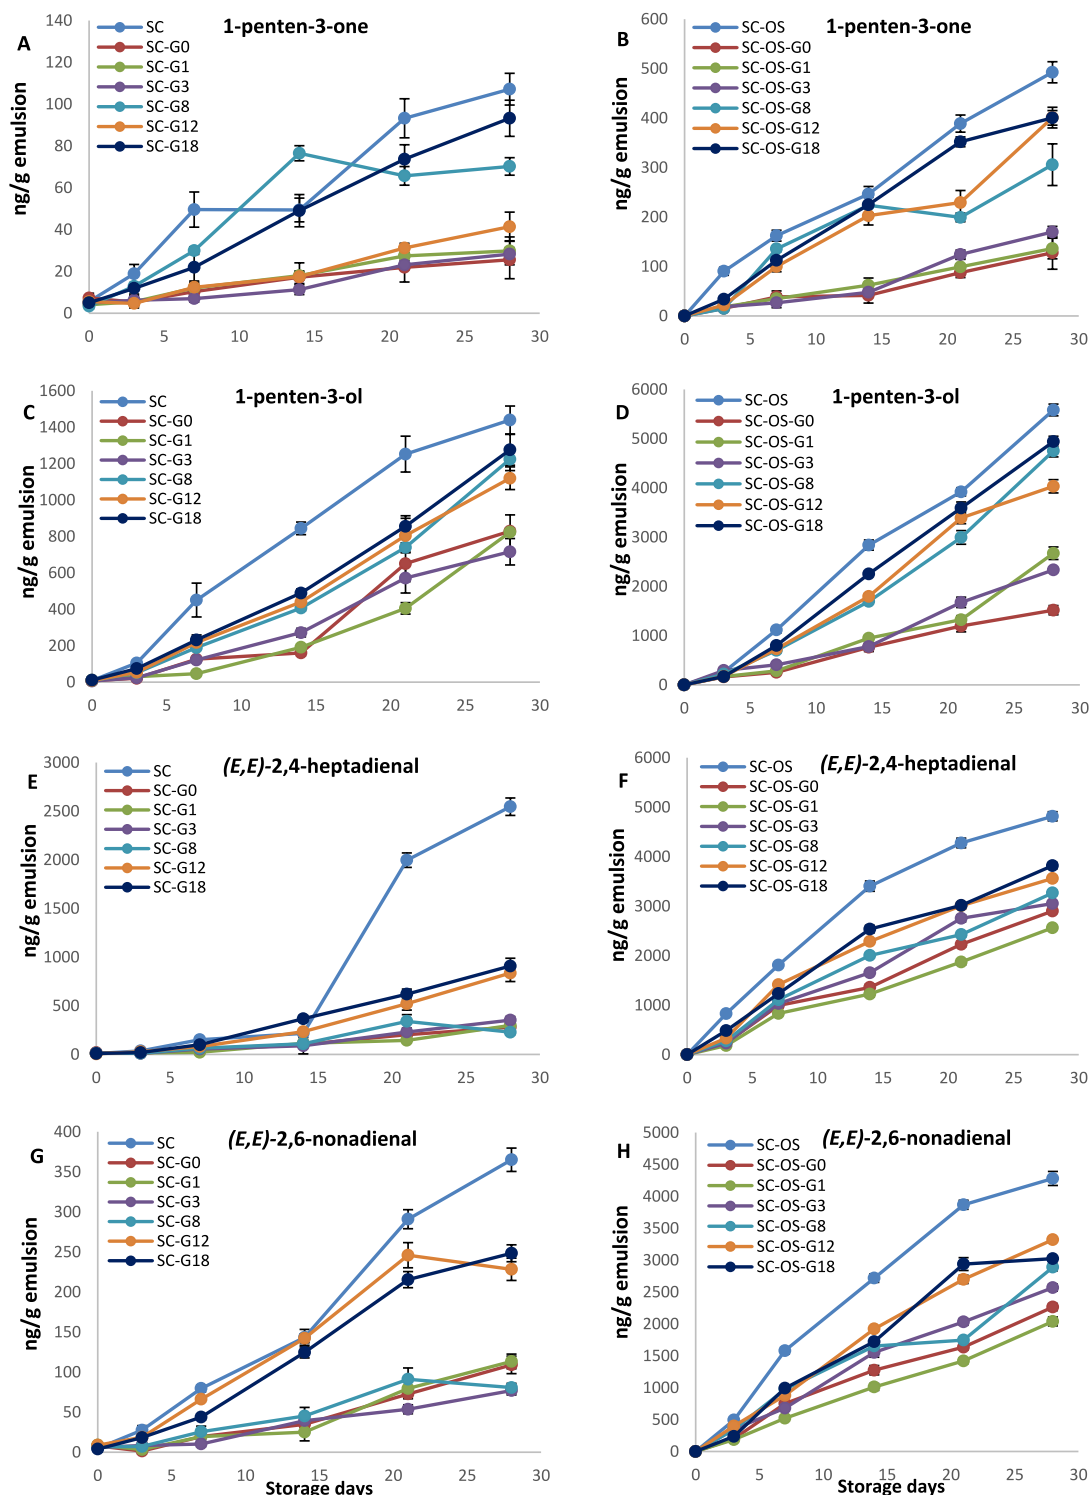 A
1-penten-3-one
ng/g emulsion
140
120
100
80
60
40
20
0
SC
SC-G0
SC-G1
SC-G3
SC-G8
SC-G12
SC-G18
0 5 10 15 20 25 30
B
1-penten-3-one
ng/g emulsion
600
500
400
300
200
100
0
SC-OS
SC-OS-G0
SC-OS-G1
SC-OS-G3
SC-OS-G8
SC-OS-G12
SC-OS-G18
0 5 10 15 20 25 30
C
1-penten-3-ol
ng/g emulsion
1600
1400
1200
1000
800
600
400
200
0
SC
SC-G0
SC-G1
SC-G3
SC-G8
SC-G12
SC-G18
0 5 10 15 20 25 30
D
1-penten-3-ol
ng/g emulsion
6000
5000
4000
3000
2000
1000
0
SC-OS
SC-OS-G0
SC-OS-G1
SC-OS-G3
SC-OS-G8
SC-OS-G12
SC-OS-G18
0 5 10 15 20 25 30
E
(E,E)-2,4-heptadienal
ng/g emulsion
3000
2500
2000
1500
1000
500
0
SC
SC-G0
SC-G1
SC-G3
SC-G8
SC-G12
SC-G18
0 5 10 15 20 25 30
F
(E,E)-2,4-heptadienal
ng/g emulsion
6000
5000
4000
3000
2000
1000
0
SC-OS
SC-OS-G0
SC-OS-G1
SC-OS-G3
SC-OS-G8
SC-OS-G12
SC-OS-G18
0 5 10 15 20 25 30
G
(E,E)-2,6-nonadienal
ng/g emulsion
400
350
300
250
200
150
100
50
0
SC
SC-G0
SC-G1
SC-G3
SC-G8
SC-G12
SC-G18
0 5 10 15 20 25 30
Storage days
H
(E,E)-2,6-nonadienal
ng/g emulsion
5000
4500
4000
3500
3000
2500
2000
1500
1000
500
0
SC-OS
SC-OS-G0
SC-OS-G1
SC-OS-G3
SC-OS-G8
SC-OS-G12
SC-OS-G18
0 5 10 15 20 25 30
Storage days